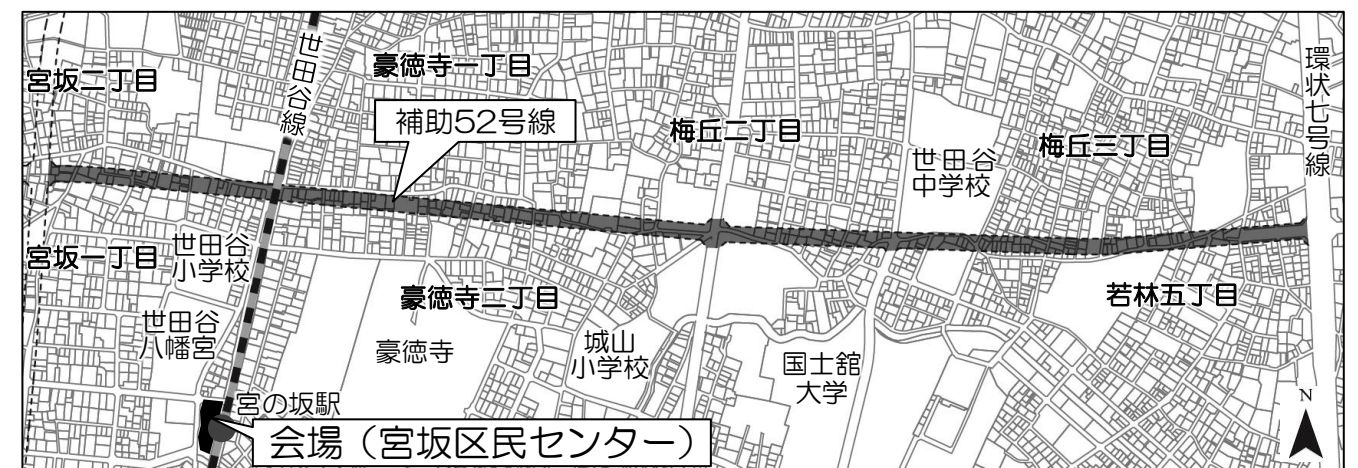 宮坂二丁目
世田谷線
豪徳寺一丁目
補助52号線
梅丘二丁目
世田谷
中学校
梅丘三丁目
環状七号線
宮坂一丁目
世田谷
小学校
世田谷
八幡宮
豪徳寺二丁目
豪徳寺
城山
小学校
国士舘
大学
若林五丁目
宮の坂駅
会場（宮坂区民センター）
N